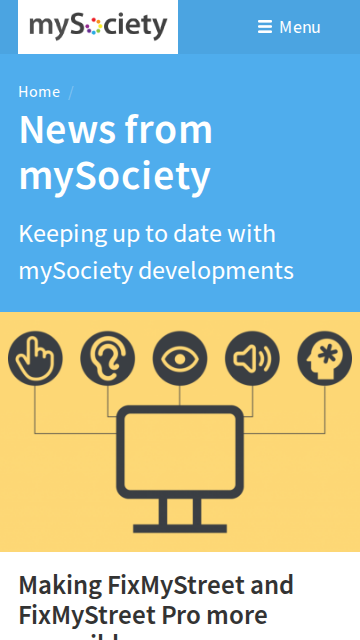 mySociety
Menu
Home /
News from
mySociety
Keeping up to date with
mySociety developments
Making FixMyStreet and
FixMyStreet Pro more